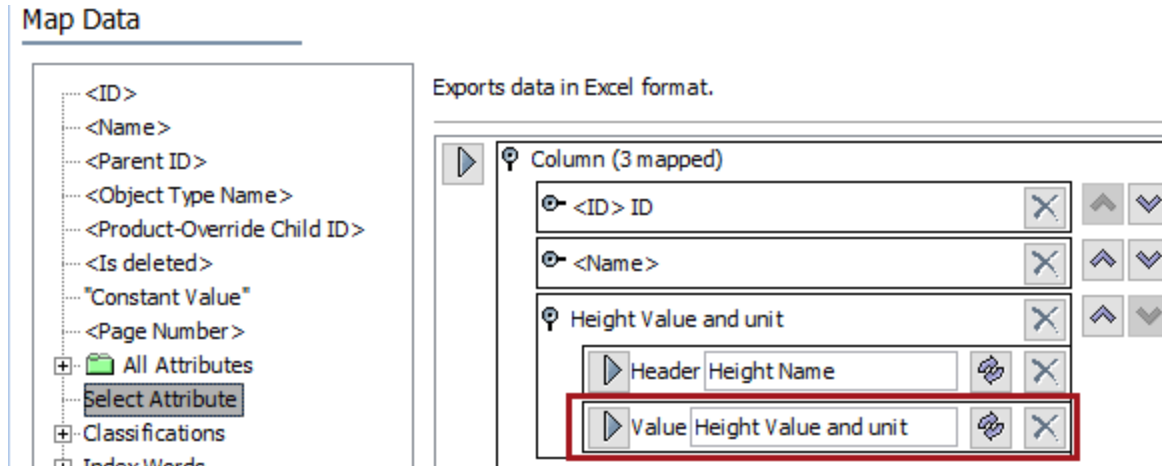 Map Data
<ID>
<Name>
<Parent ID>
<Object Type Name>
<Product-Override Child ID>
<Is deleted>
"Constant Value"
<Page Number>
All Attributes
Select Attribute
Classifications
Index Words
Exports data in Excel format.
Column (3 mapped)
<ID> ID
<Name>
Height Value and unit
Header Height Name
Value Height Value and unit